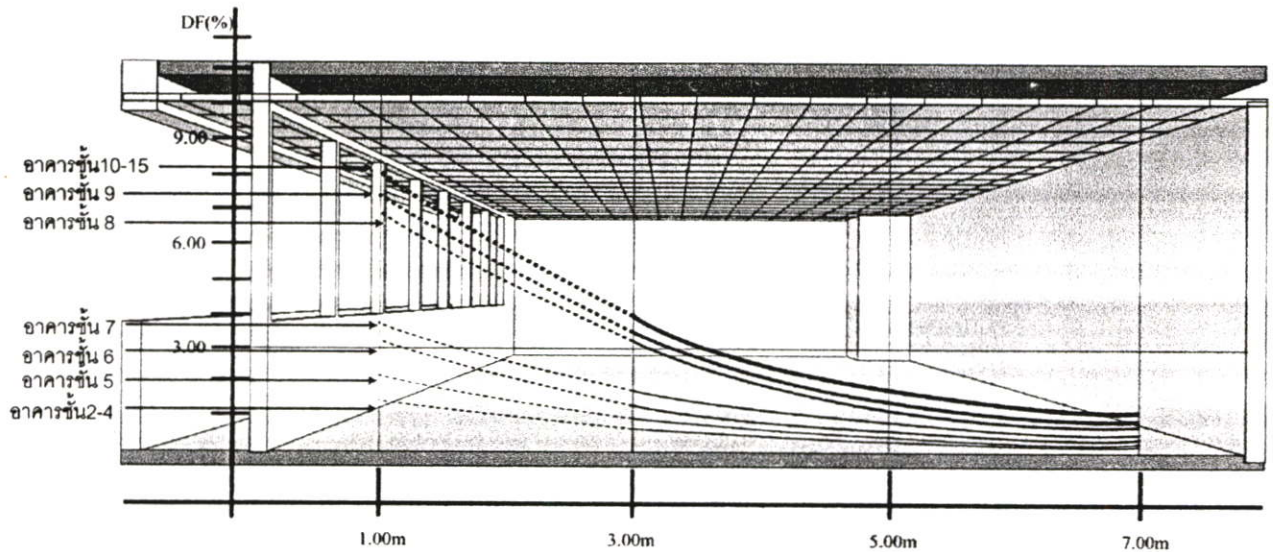 DF(%)
9.00
อาคารชั้น10-15
อาคารชั้น 9
อาคารชั้น 8
6.00
อาคารชั้น 7
3.00
อาคารชั้น 6
อาคารชั้น 5
อาคารชั้น2-4
1.00m
3.00m
5.00m
7.00m